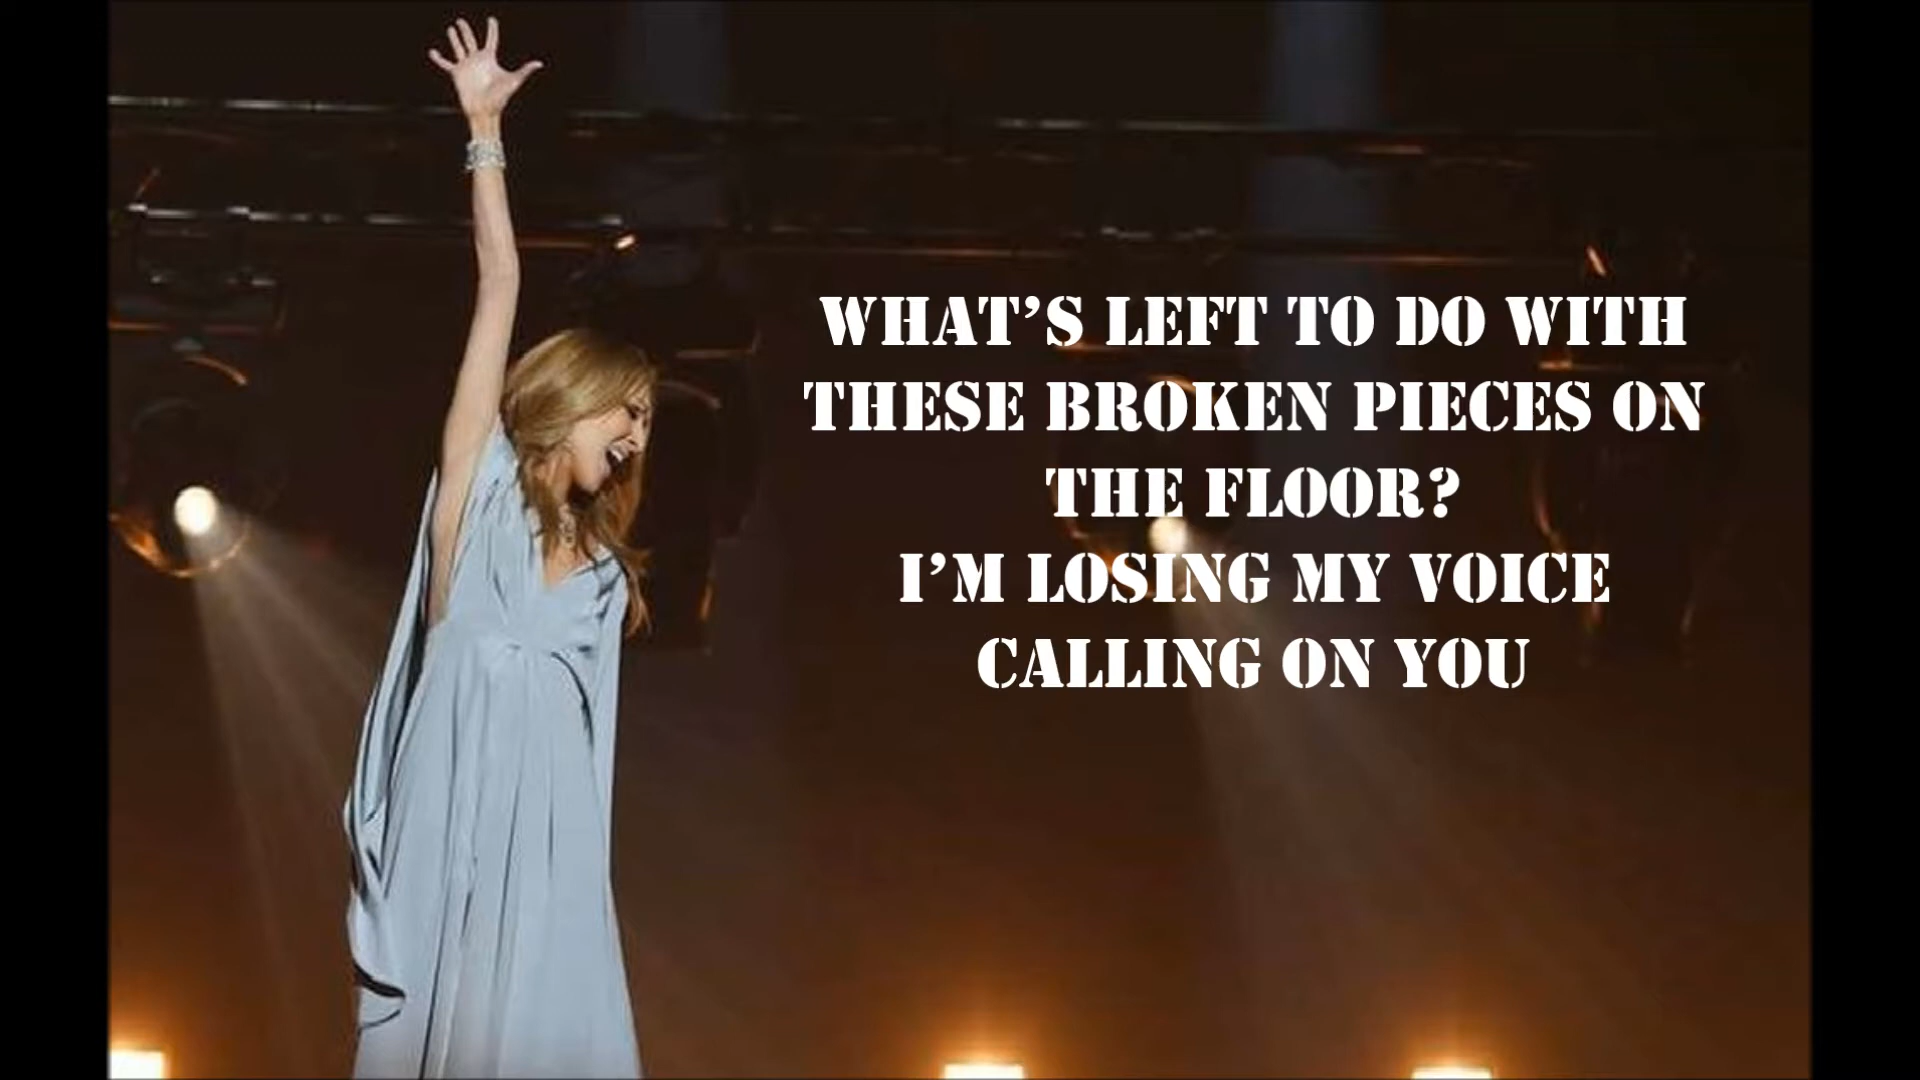 WHAT’S LEFT TO DO WITH
THESE BROKEN PIECES ON
THE FLOOR?
I’M LOSING MY VOICE
CALLING ON YOU